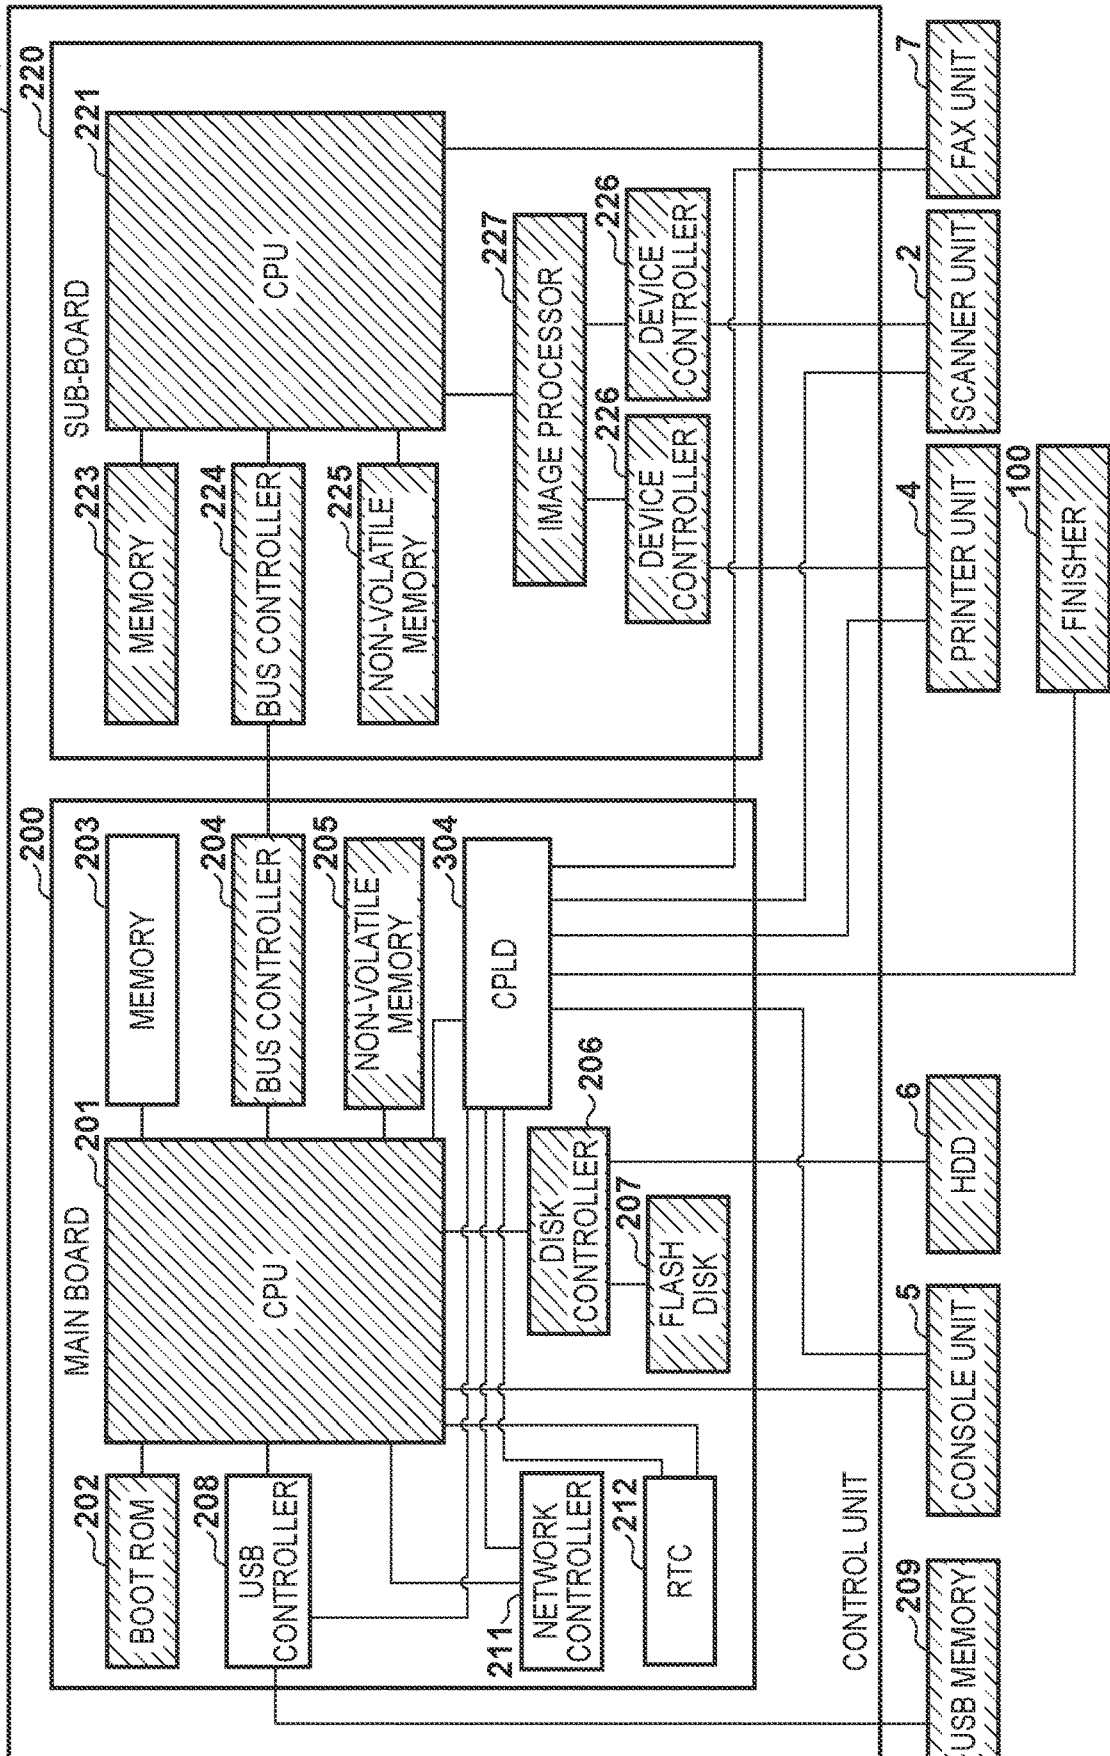 200
MAIN BOARD
202
BOOT ROM
201
CPU
203
MEMORY
208
USB
CONTROLLER
204
BUS CONTROLLER
205
NON-VOLATILE
MEMORY
304
CPLD
211
NETWORK
CONTROLLER
212
RTC
DISK
CONTROLLER
206
207
FLASH
DISK
220
SUB-BOARD
223
MEMORY
221
CPU
224
BUS CONTROLLER
225
NON-VOLATILE
MEMORY
227
IMAGE PROCESSOR
226
DEVICE
CONTROLLER
226
DEVICE
CONTROLLER
CONTROL UNIT
209
USB MEMORY
5
CONSOLE UNIT
6
HDD
4
PRINTER UNIT
2
SCANNER UNIT
7
FAX UNIT
100
FINISHER